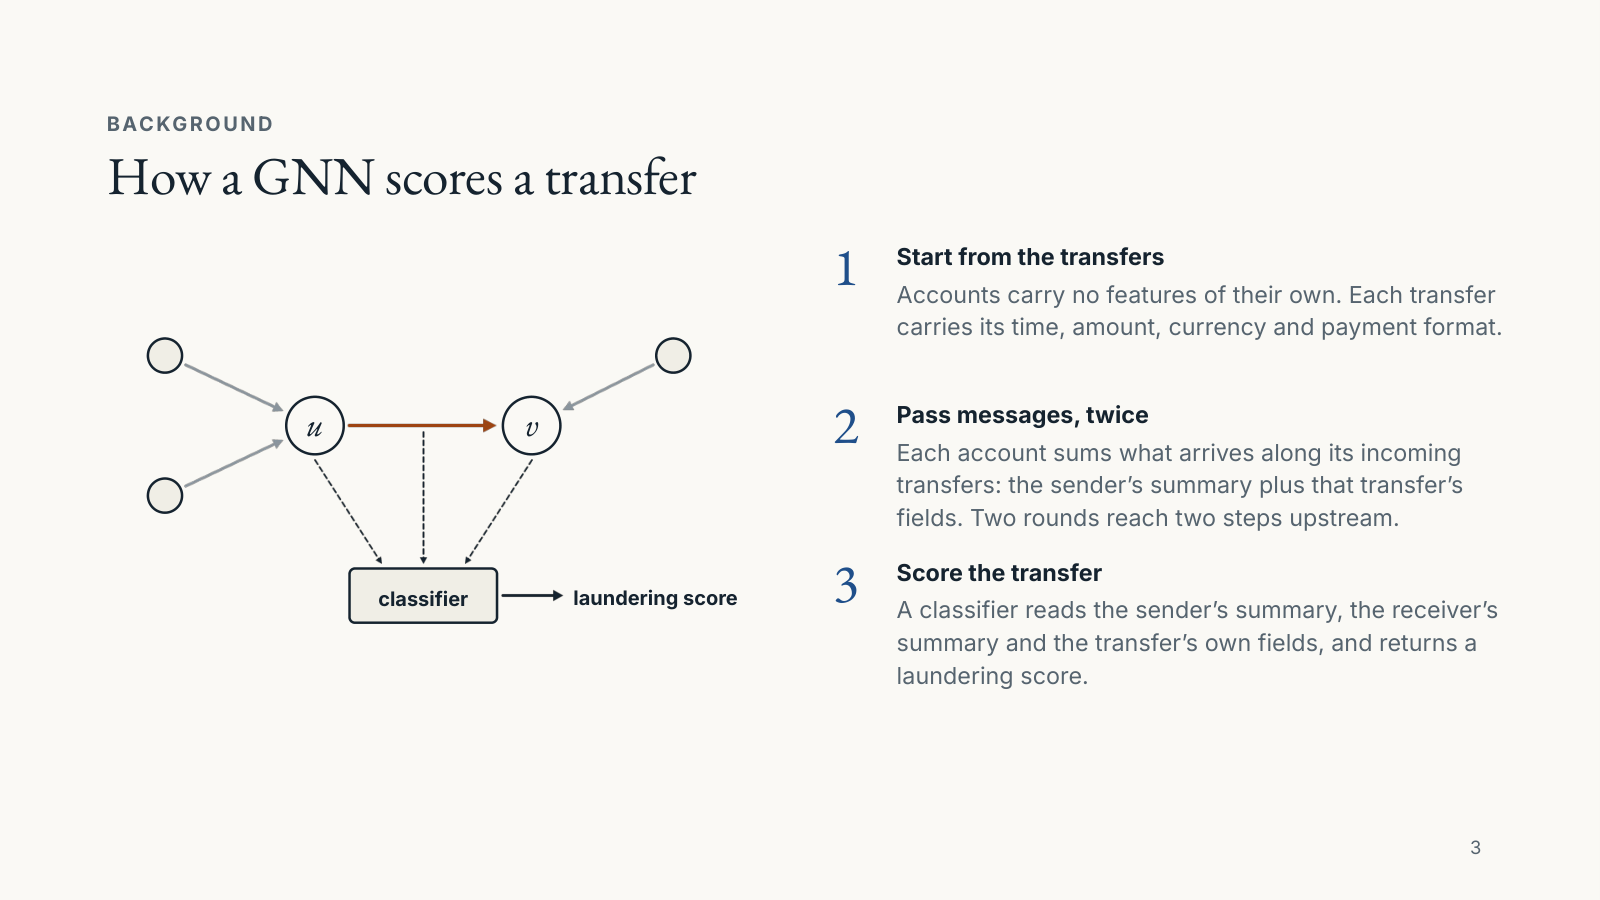 BACKGROUND
How a GNN scores a transfer
u
v
classifier
laundering score
1
Start from the transfers
Accounts carry no features of their own. Each transfer
carries its time, amount, currency and payment format.
2
Pass messages, twice
Each account sums what arrives along its incoming
transfers: the sender’s summary plus that transfer’s
fields. Two rounds reach two steps upstream.
3
Score the transfer
A classifier reads the sender’s summary, the receiver’s
summary and the transfer’s own fields, and returns a
laundering score.
3